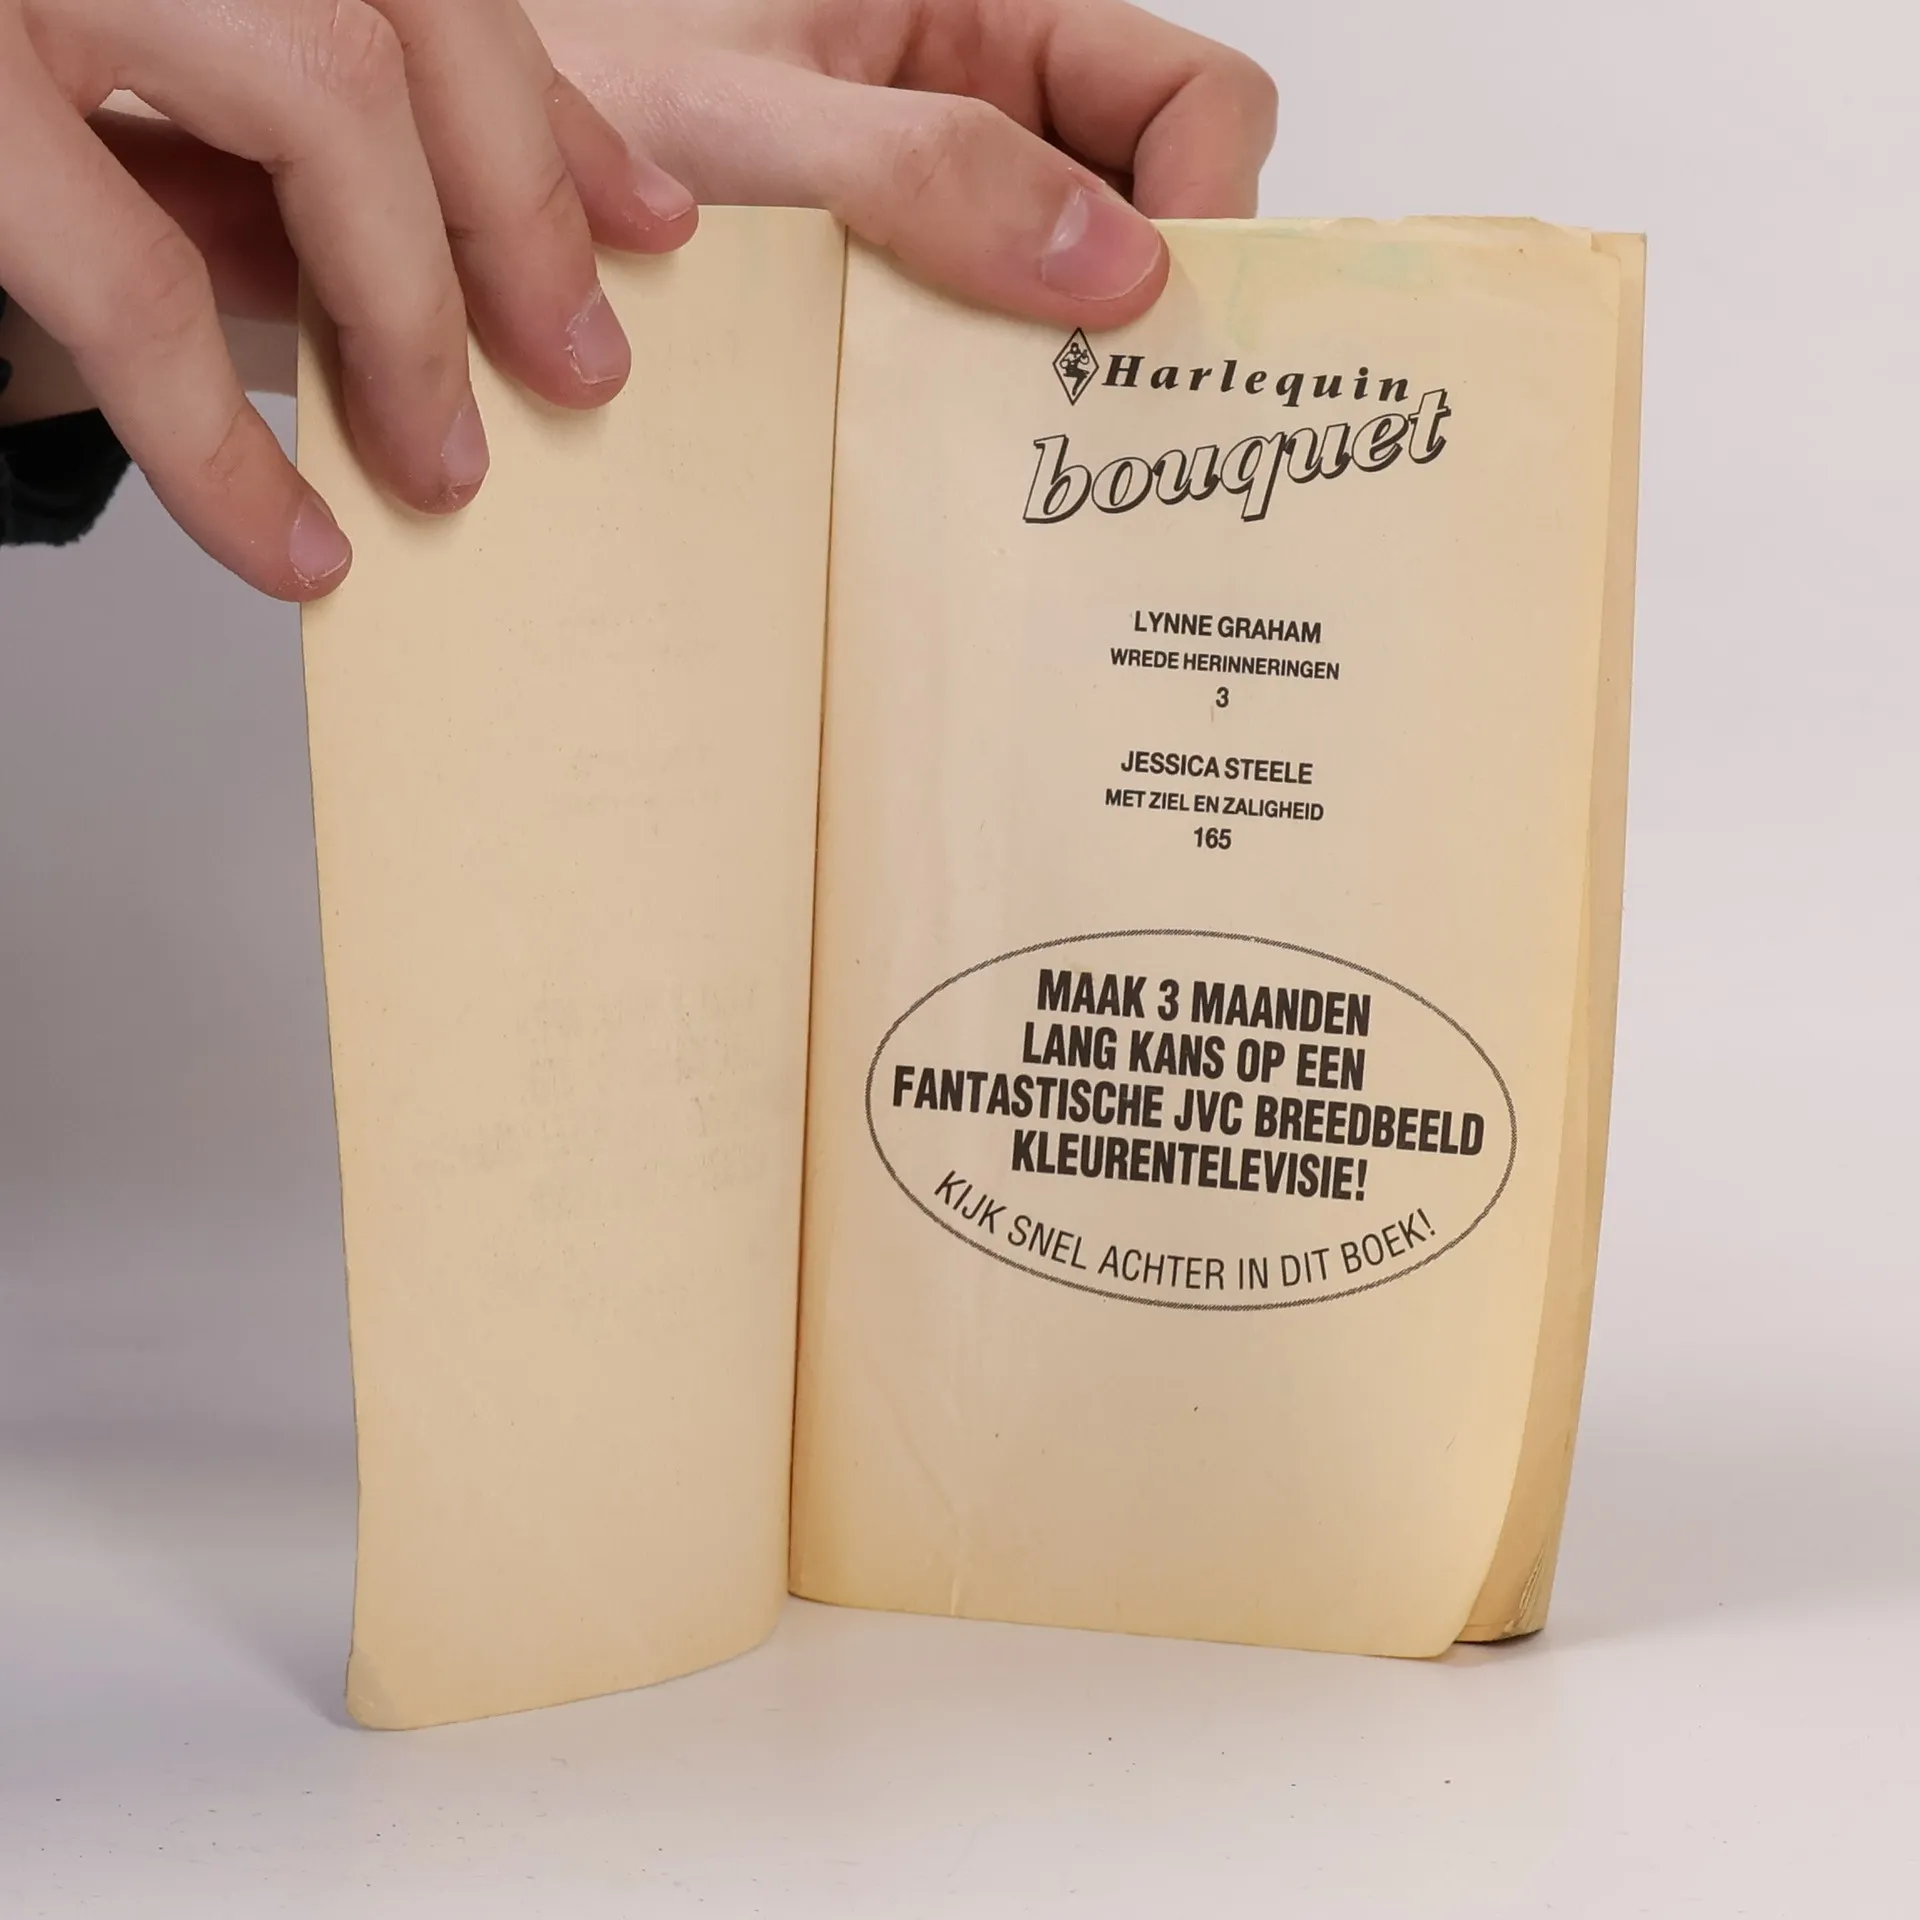 Harlequin
bouquet
LYNNE GRAHAM
WREDE HERINNERINGEN
3
JESSICA STEELE
MET ZIEL EN ZALIGHEID
165
MAAK 3 MAANDEN
LANG KANS OP EEN
FANTASTISCHE JVC BREEDBEELD
KLEURENTELEVISIE!
KIJK SNEL ACHTER IN DIT BOEK!